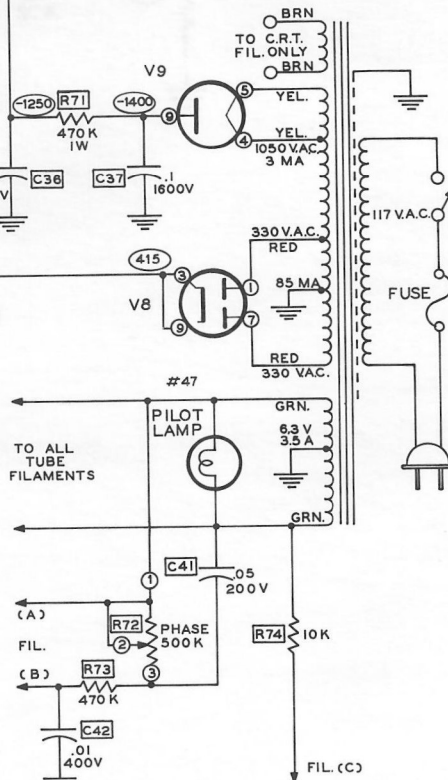 BRN
TO C.R.T.
FIL. ONLY
BRN
V9
5
YEL.
-1250
R71
-1400
9
470K
1W
YEL.
4
1050 V.A.C.
3 MA
C36
V
C37
.1
1600V
117 V.A.C.
330 V.A.C.
RED
415
3
1
85 MA
V8
9
7
FUSE
RED
330 V.A.C.
#47
GRN.
PILOT
LAMP
6.3 V
3.5 A
TO ALL
TUBE
FILAMENTS
GRN.
C41
.05
200V
1
(A)
R72
PHASE
500K
2
R74
10K
FIL.
R73
3
(B)
470K
C42
.01
400V
FIL. (C)